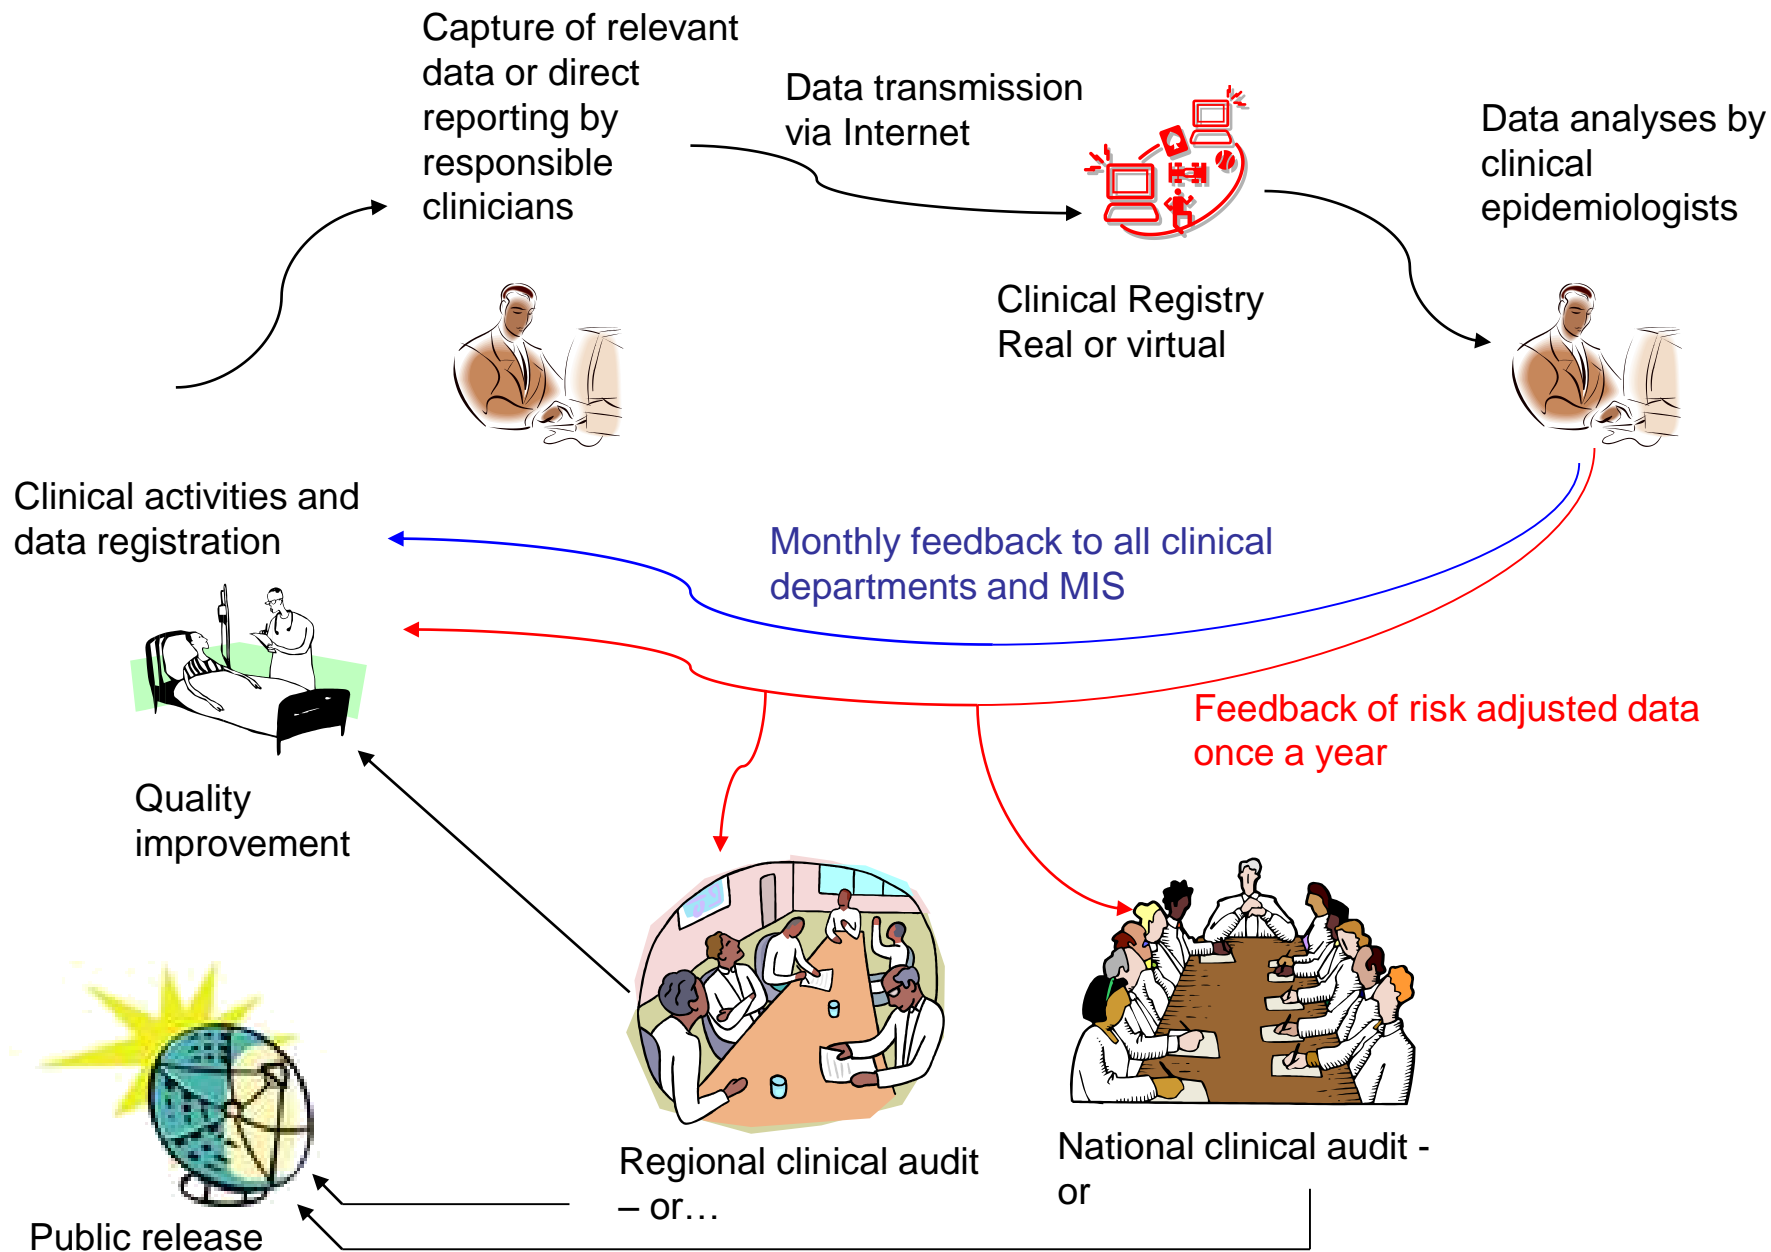 Capture of relevant
data or direct
reporting by
responsible
clinicians
Data transmission
via Internet
Data analyses by
clinical
epidemiologists
Clinical Registry
Real or virtual
Clinical activities and
data registration
Monthly feedback to all clinical
departments and MIS
Feedback of risk adjusted data
once a year
Quality
improvement
Regional clinical audit
– or…
National clinical audit -
or
Public release